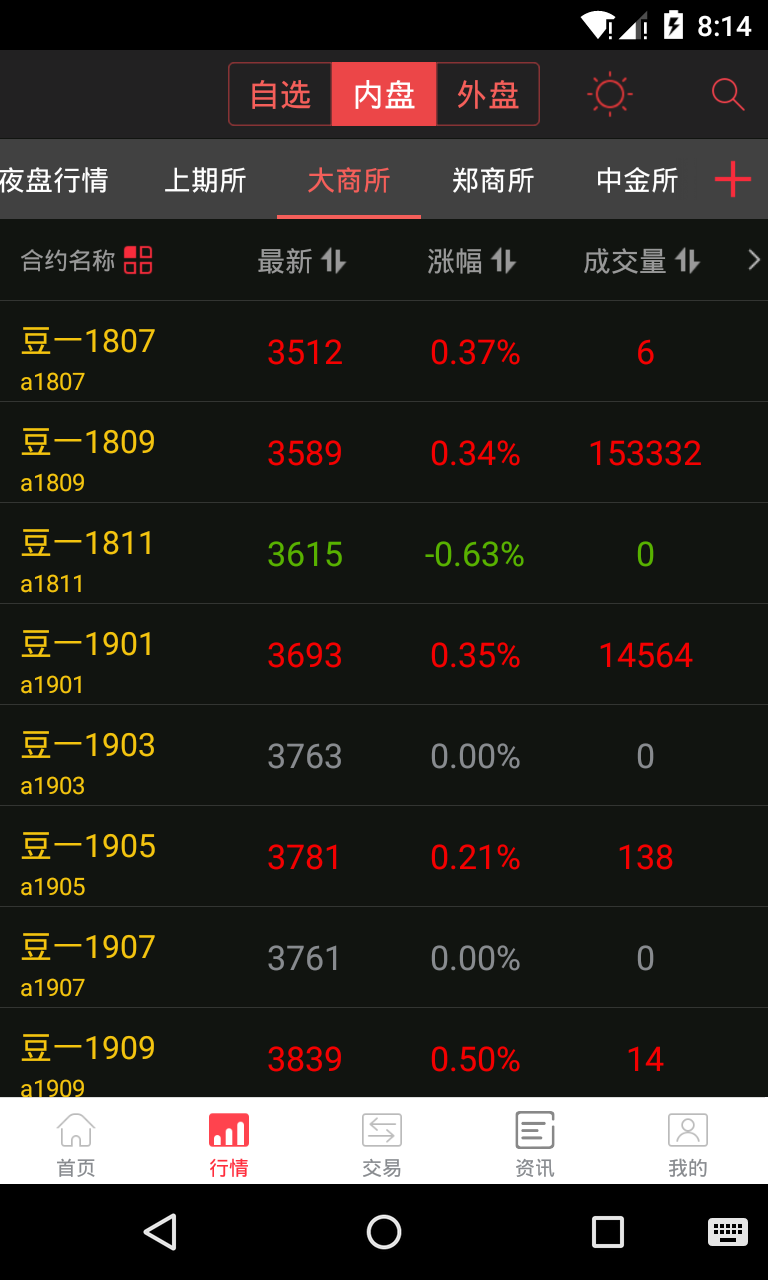 8:14
自选 内盘 外盘
夜盘行情 上期所 大商所 郑商所 中金所
合约名称 最新 涨幅 成交量
豆一1807 3512 0.37% 6
a1807
豆一1809 3589 0.34% 153332
a1809
豆一1811 3615 -0.63% 0
a1811
豆一1901 3693 0.35% 14564
a1901
豆一1903 3763 0.00% 0
a1903
豆一1905 3781 0.21% 138
a1905
豆一1907 3761 0.00% 0
a1907
豆一1909 3839 0.50% 14
a1909
首页 行情 交易 资讯 我的